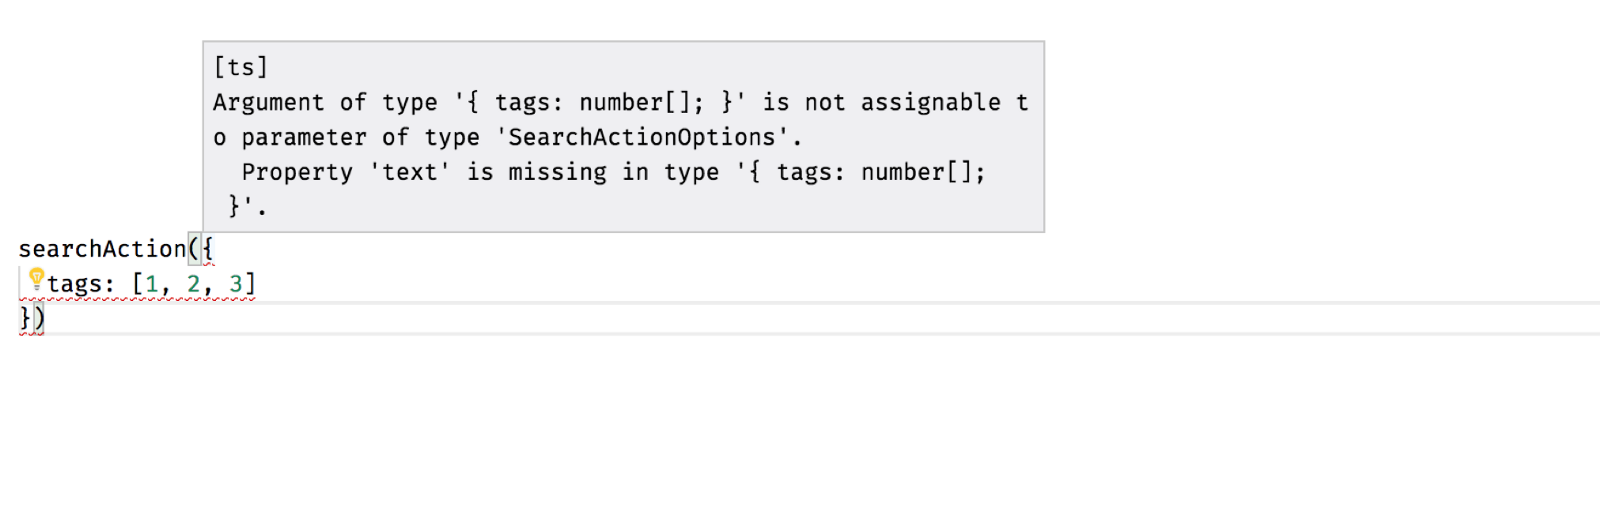 [ts]
Argument of type '{ tags: number[]; }' is not assignable t
o parameter of type 'SearchActionOptions'.
  Property 'text' is missing in type '{ tags: number[];
 }'.
searchAction({
  tags: [1, 2, 3]
})